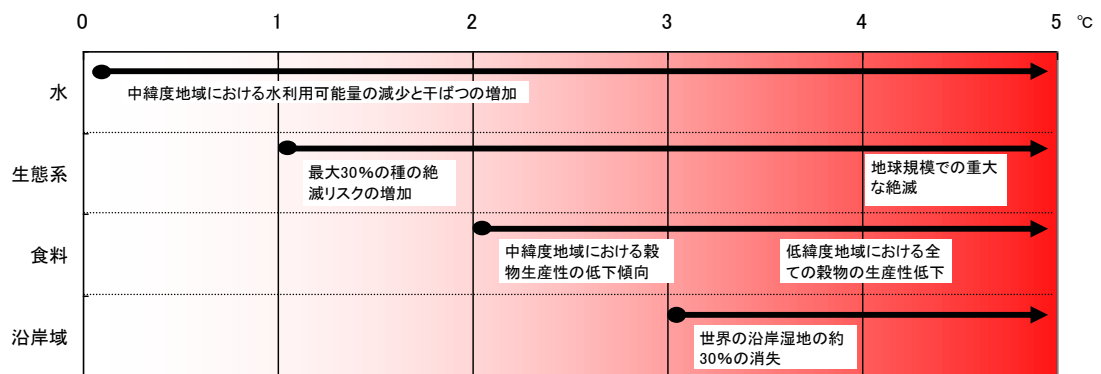 0 1 2 3 4 5 ℃
水
中緯度地域における水利用可能量の減少と干ばつの増加
生態系
最大30%の種の絶
滅リスクの増加
地球規模での重大
な絶滅
食料
中緯度地域における穀
物生産性の低下傾向
低緯度地域における全
ての穀物の生産性低下
沿岸域
世界の沿岸湿地の約
30%の消失